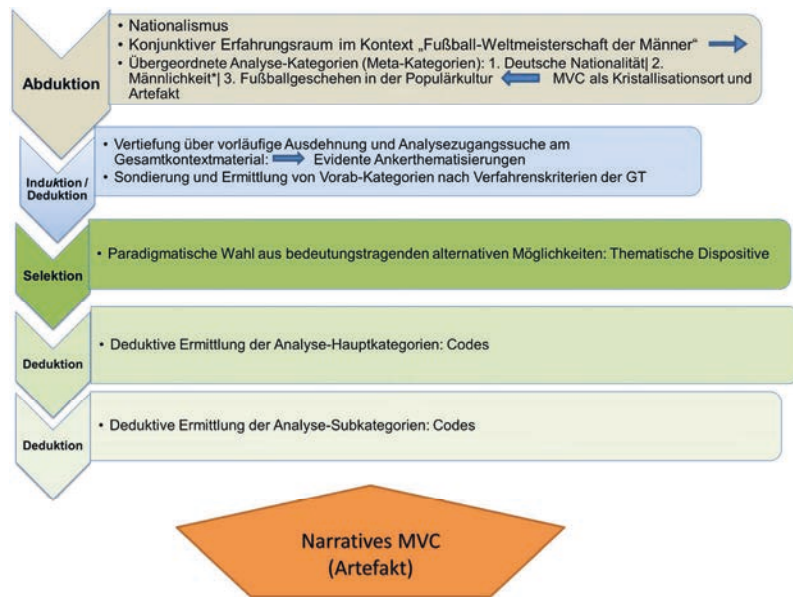 Abduktion
• Nationalismus
• Konjunktiver Erfahrungsraum im Kontext „Fußball-Weltmeisterschaft der Männer“
• Übergeordnete Analyse-Kategorien (Meta-Kategorien): 1. Deutsche Nationalität| 2.
Männlichkeit*| 3. Fußballgeschehen in der Populärkultur MVC als Kristallisationsort und
Artefakt
Induktion /
Deduktion
• Vertiefung über vorläufige Ausdehnung und Analysezugangssuche am
Gesamtkontextmaterial: Evidente Ankerthematisierungen
• Sondierung und Ermittlung von Vorab-Kategorien nach Verfahrenskriterien der GT
Selektion
• Paradigmatische Wahl aus bedeutungstragenden alternativen Möglichkeiten: Thematische Dispositive
Deduktion
• Deduktive Ermittlung der Analyse-Hauptkategorien: Codes
Deduktion
• Deduktive Ermittlung der Analyse-Subkategorien: Codes
Narratives MVC
(Artefakt)